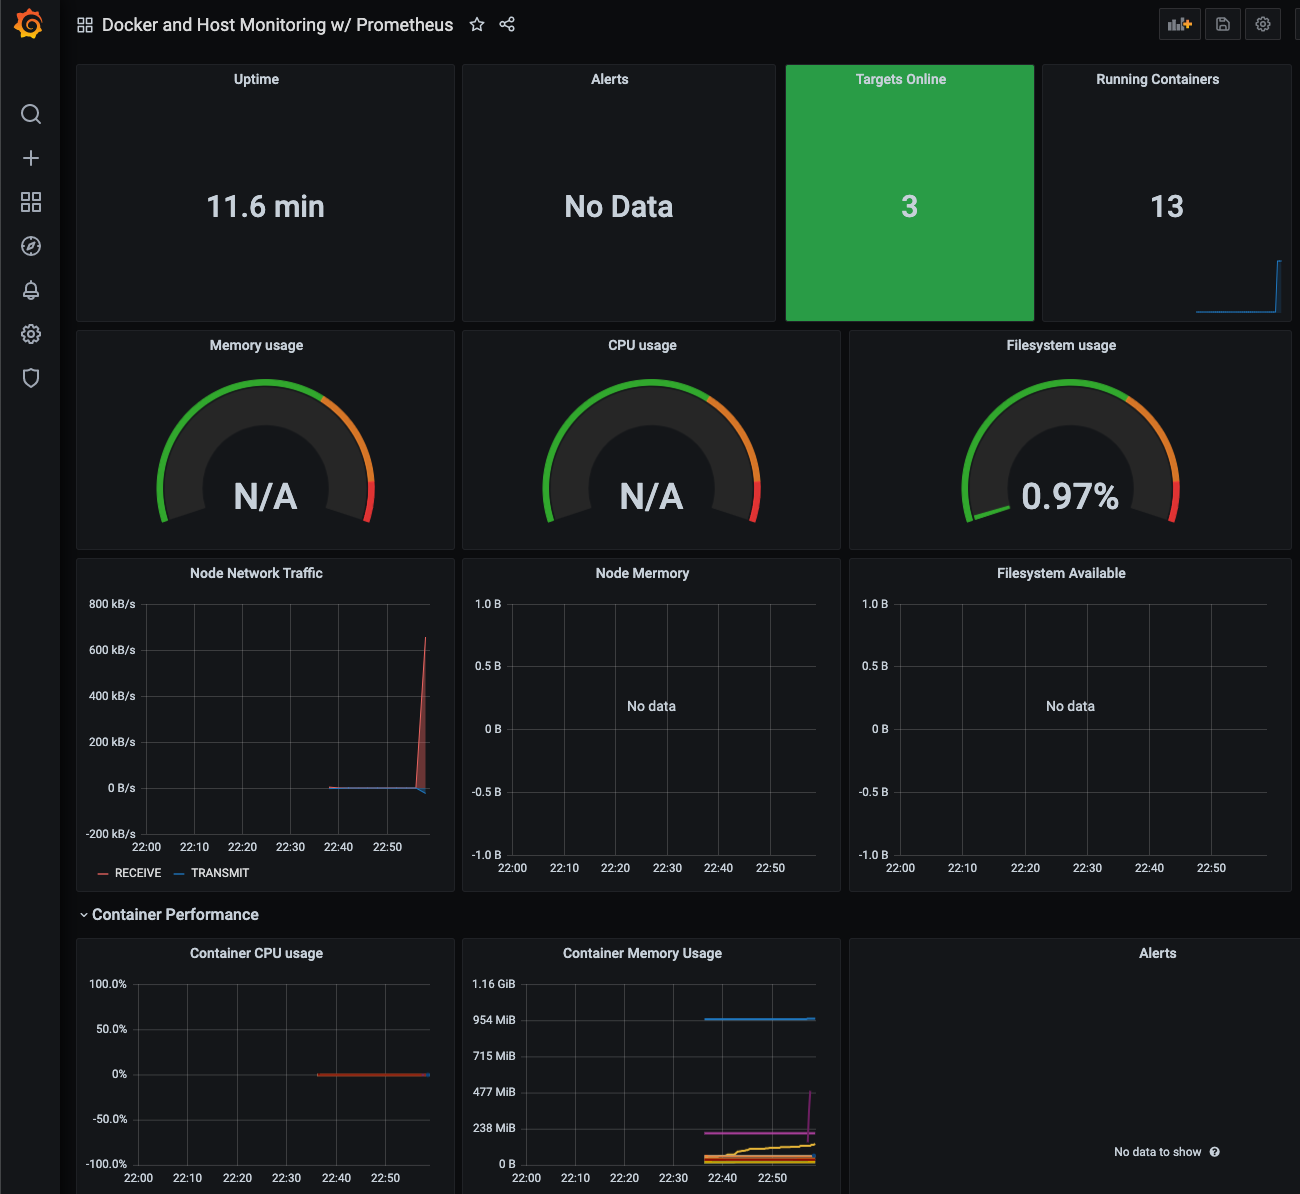 Docker and Host Monitoring w/ Prometheus
Uptime
11.6 min
Alerts
No Data
Targets Online
3
Running Containers
13
Memory usage
N/A
CPU usage
N/A
Filesystem usage
0.97%
Node Network Traffic
800 kB/s
600 kB/s
400 kB/s
200 kB/s
0 B/s
-200 kB/s
22:00 22:10 22:20 22:30 22:40 22:50
RECEIVE TRANSMIT
Node Mermory
1.0 B
0.5 B
0 B
-0.5 B
-1.0 B
No data
22:00 22:10 22:20 22:30 22:40 22:50
Filesystem Available
1.0 B
0.5 B
0 B
-0.5 B
-1.0 B
No data
22:00 22:10 22:20 22:30 22:40 22:50
Container Performance
Container CPU usage
100.0%
50.0%
0%
-50.0%
-100.0%
22:00 22:10 22:20 22:30 22:40 22:50
Container Memory Usage
1.16 GiB
954 MiB
715 MiB
477 MiB
238 MiB
0 B
22:00 22:10 22:20 22:30 22:40 22:50
Alerts
No data to show